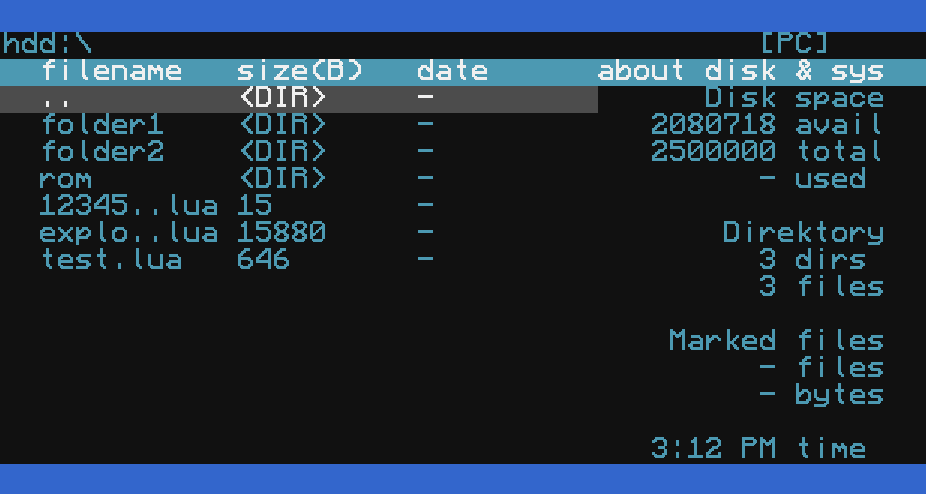 hdd:\ [PC]
filename size(B) date about disk & sys
.. <DIR> - Disk space
folder1 <DIR> - 2080718 avail
folder2 <DIR> - 2500000 total
rom <DIR> - - used
12345..lua 15 -
explo..lua 15880 - Direktory
test.lua 646 - 3 dirs
3 files
Marked files
- files
- bytes
3:12 PM time